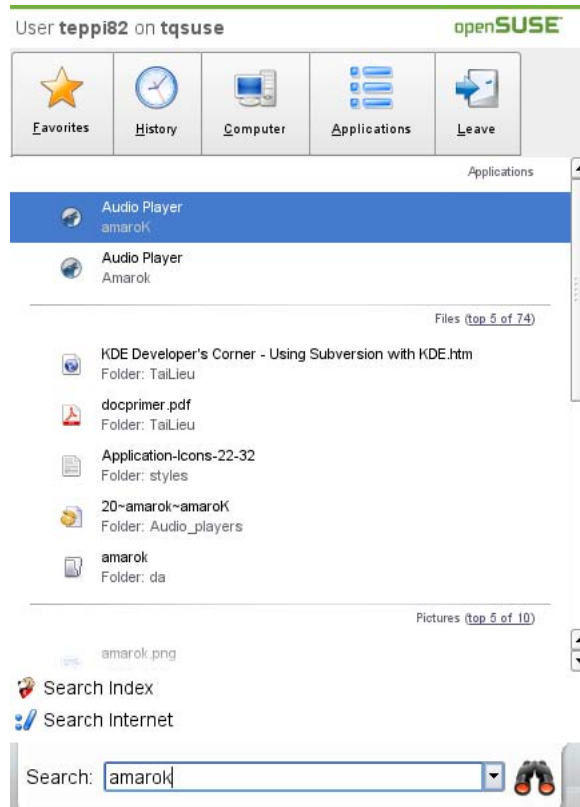 User teppi82 on tqsuse
openSUSE
Favorites
History
Computer
Applications
Leave
Applications
Audio Player
amaroK
Audio Player
Amarok
Files (top 5 of 74)
KDE Developer's Corner - Using Subversion with KDE.htm
Folder: TaiLieu
docprimer.pdf
Folder: TaiLieu
Application-Icons-22-32
Folder: styles
20~amarok~amaroK
Folder: Audio_players
amarok
Folder: da
Pictures (top 5 of 10)
amarok.png
Search Index
Search Internet
Search: amarok